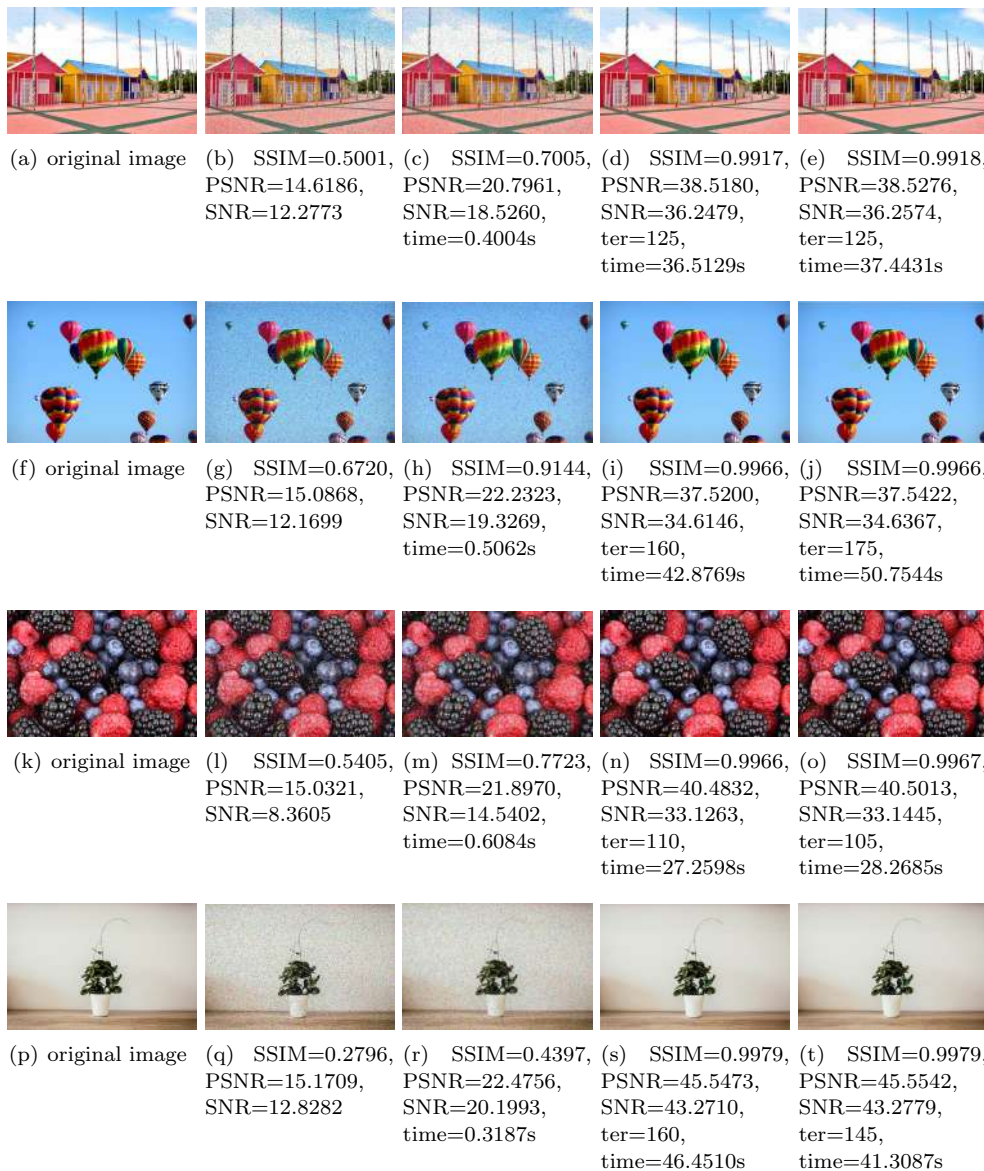 (a) original image
(b) SSIM=0.5001,
PSNR=14.6186,
SNR=12.2773
(c) SSIM=0.7005,
PSNR=20.7961,
SNR=18.5260,
time=0.4004s
(d) SSIM=0.9917,
PSNR=38.5180,
SNR=36.2479,
ter=125,
time=36.5129s
(e) SSIM=0.9918,
PSNR=38.5276,
SNR=36.2574,
ter=125,
time=37.4431s
(f) original image
(g) SSIM=0.6720,
PSNR=15.0868,
SNR=12.1699
(h) SSIM=0.9144,
PSNR=22.2323,
SNR=19.3269,
time=0.5062s
(i) SSIM=0.9966,
PSNR=37.5200,
SNR=34.6146,
ter=160,
time=42.8769s
(j) SSIM=0.9966,
PSNR=37.5422,
SNR=34.6367,
ter=175,
time=50.7544s
(k) original image
(l) SSIM=0.5405,
PSNR=15.0321,
SNR=8.3605
(m) SSIM=0.7723,
PSNR=21.8970,
SNR=14.5402,
time=0.6084s
(n) SSIM=0.9966,
PSNR=40.4832,
SNR=33.1263,
ter=110,
time=27.2598s
(o) SSIM=0.9967,
PSNR=40.5013,
SNR=33.1445,
ter=105,
time=28.2685s
(p) original image
(q) SSIM=0.2796,
PSNR=15.1709,
SNR=12.8282
(r) SSIM=0.4397,
PSNR=22.4756,
SNR=20.1993,
time=0.3187s
(s) SSIM=0.9979,
PSNR=45.5473,
SNR=43.2710,
ter=160,
time=46.4510s
(t) SSIM=0.9979,
PSNR=45.5542,
SNR=43.2779,
ter=145,
time=41.3087s